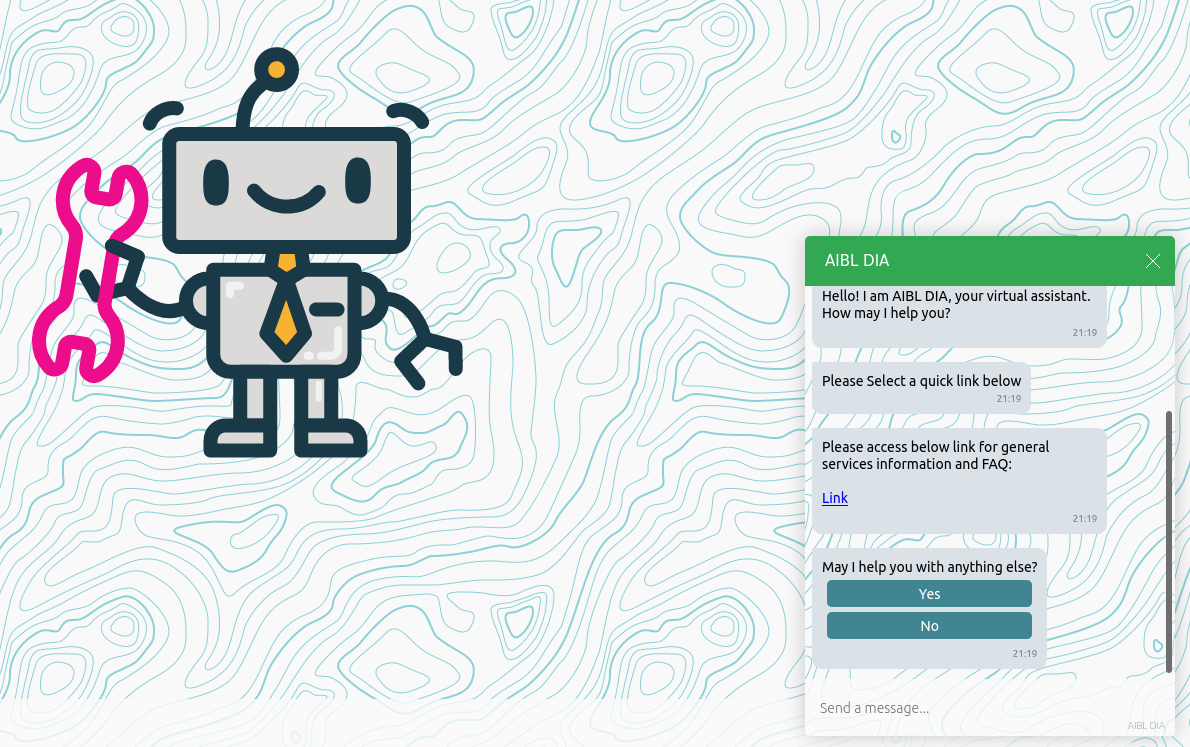 AIBL DIA
Hello! I am AIBL DIA, your virtual assistant.
How may I help you?
21:19
Please Select a quick link below
21:19
Please access below link for general
services information and FAQ:
Link
21:19
May I help you with anything else?
Yes
No
21:19
Send a message...
AIBL DIA